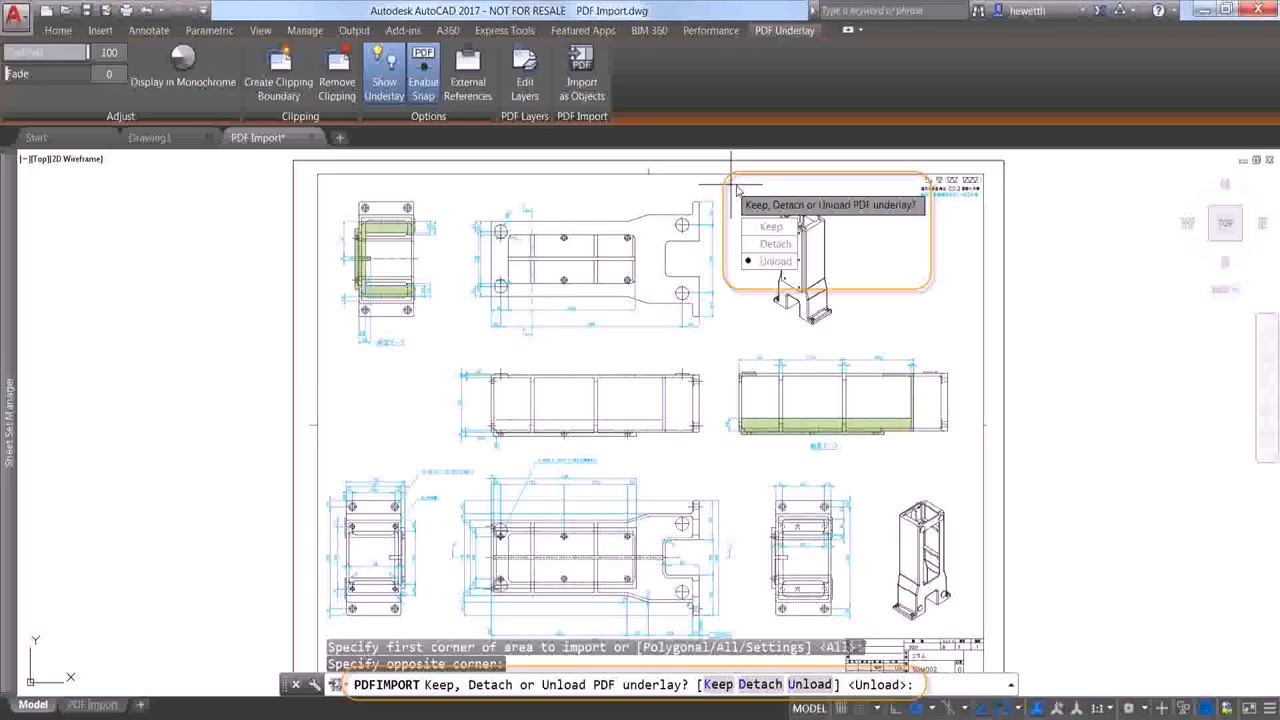 Autodesk AutoCAD 2017 - NOT FOR RESALE PDF Import.dwg
Type a keyword or phrase
hewetti
Home Insert Annotate Parametric View Manage Output Add-ins A360 Express Tools Featured Apps BIM 360 Performance PDF Underlay
100
Fade 0
Display in Monochrome
Create Clipping Boundary
Remove Clipping
Show Underlay
Enable Snap
External References
Edit Layers
Import as Objects
Adjust Clipping Options PDF Layers PDF Import
Start Drawing1 PDF Import* +
[−][Top][2D Wireframe]
Keep, Detach or Unload PDF underlay?
Keep
Detach
Unload
W TOP E
Sheet Set Manager
Y
X
Specify first corner of area to import or [Polygonal/All/Settings] <All>:
Specify opposite corner:
PDFIMPORT Keep, Detach or Unload PDF underlay? [Keep Detach Unload] <Unload>:
Model PDF Import + MODEL 1:1